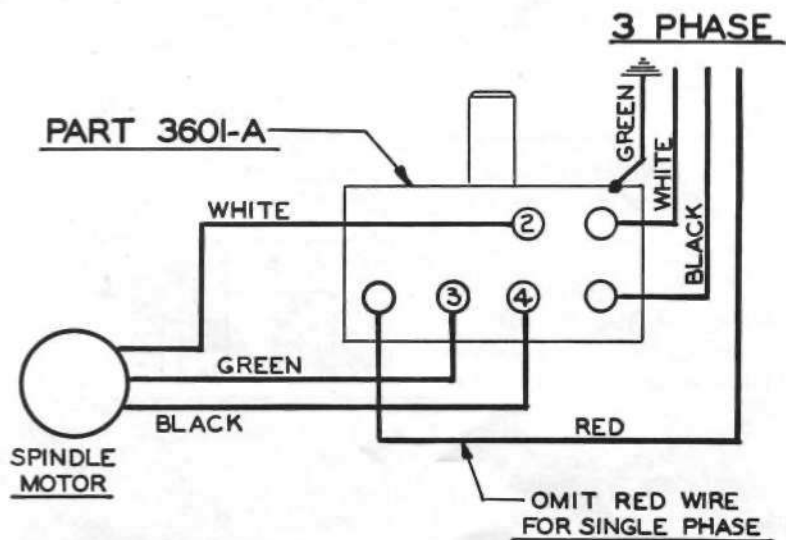 3 PHASE
PART 3601-A
GREEN
WHITE
BLACK
WHITE
2
3
4
GREEN
BLACK
RED
SPINDLE
MOTOR
OMIT RED WIRE
FOR SINGLE PHASE